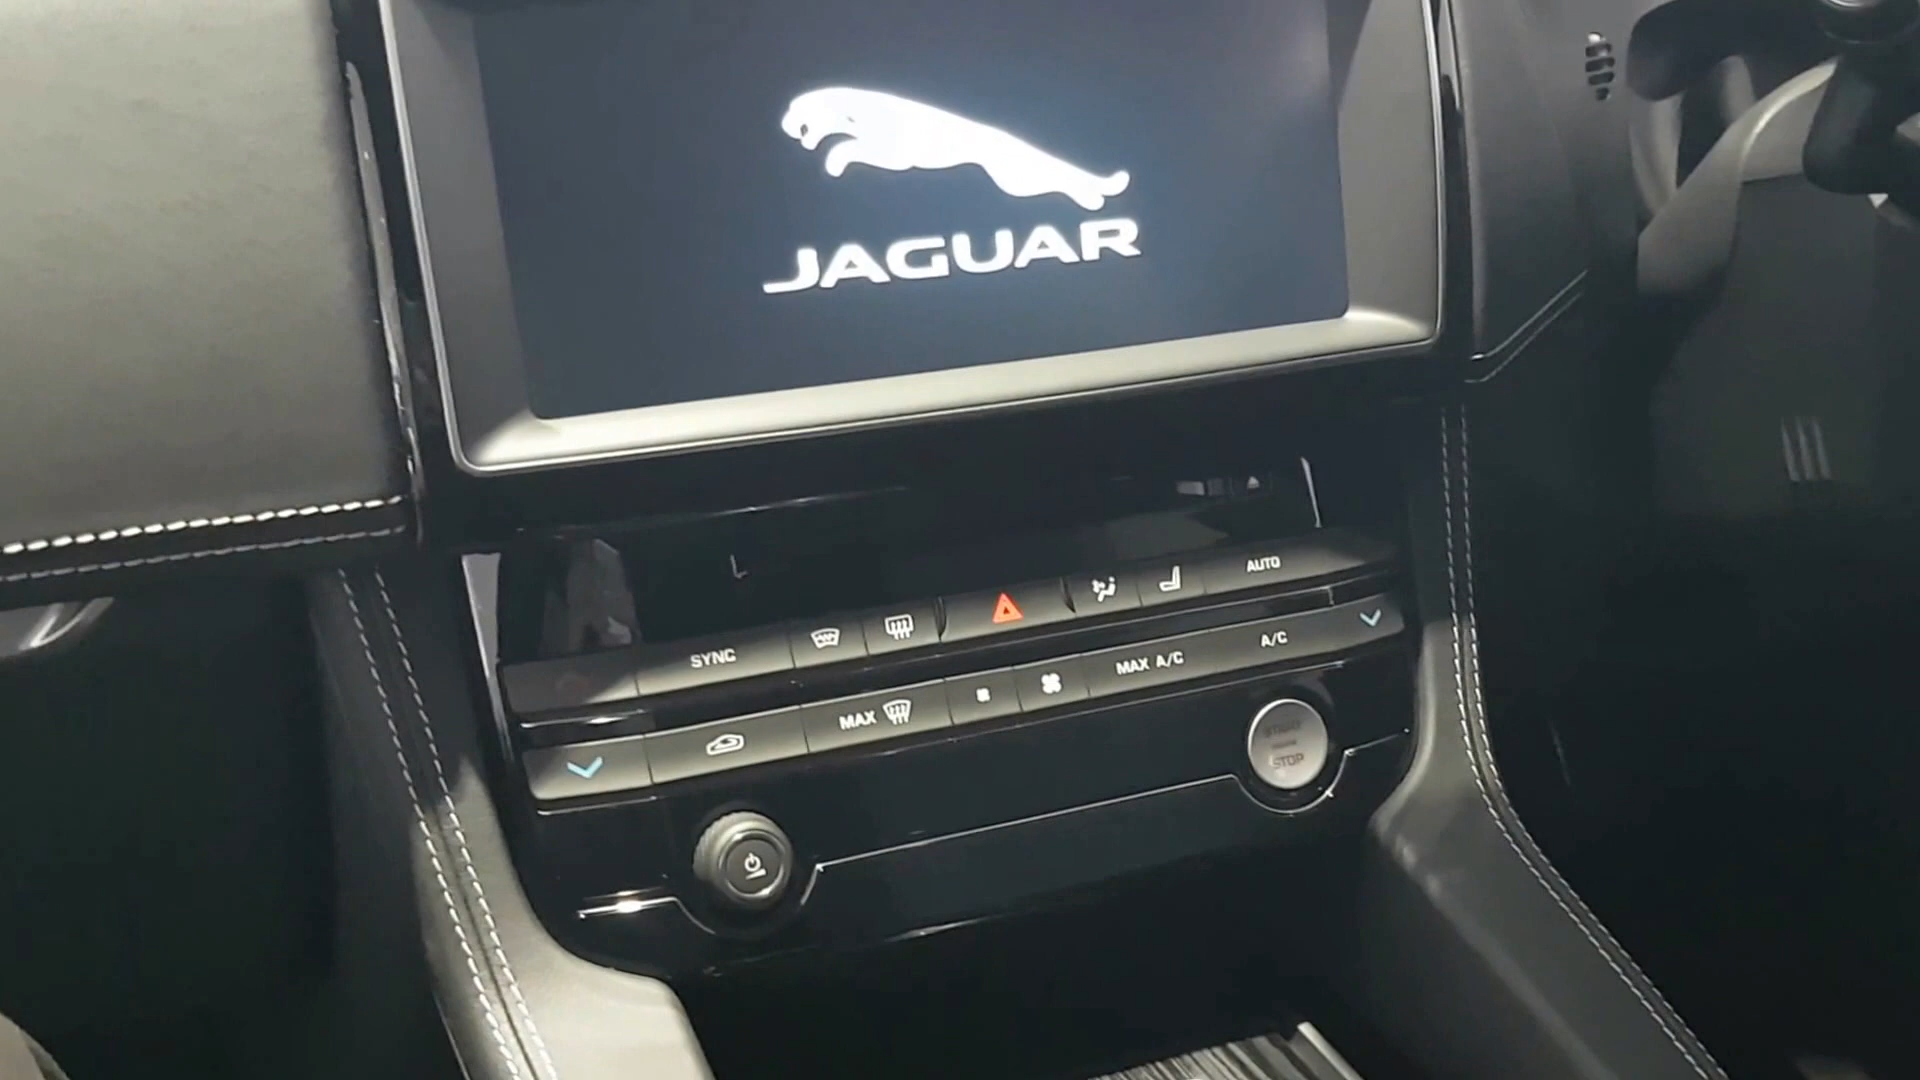 JAGUAR
AUTO
SYNC
A/C
MAX A/C
MAX
START
STOP